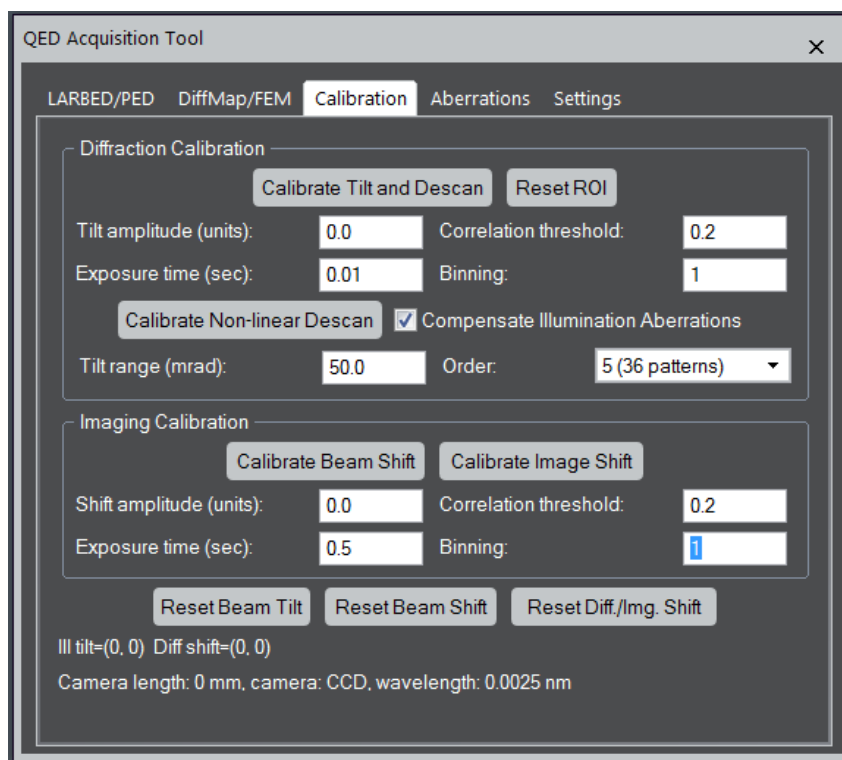 QED Acquisition Tool
LARBED/PED DiffMap/FEM Calibration Aberrations Settings
Diffraction Calibration
Calibrate Tilt and Descan Reset ROI
Tilt amplitude (units): 0.0 Correlation threshold: 0.2
Exposure time (sec): 0.01 Binning: 1
Calibrate Non-linear Descan Compensate Illumination Aberrations
Tilt range (mrad): 50.0 Order: 5 (36 patterns)
Imaging Calibration
Calibrate Beam Shift Calibrate Image Shift
Shift amplitude (units): 0.0 Correlation threshold: 0.2
Exposure time (sec): 0.5 Binning: 1
Reset Beam Tilt Reset Beam Shift Reset Diff./Img. Shift
Ill tilt=(0, 0) Diff shift=(0, 0)
Camera length: 0 mm, camera: CCD, wavelength: 0.0025 nm